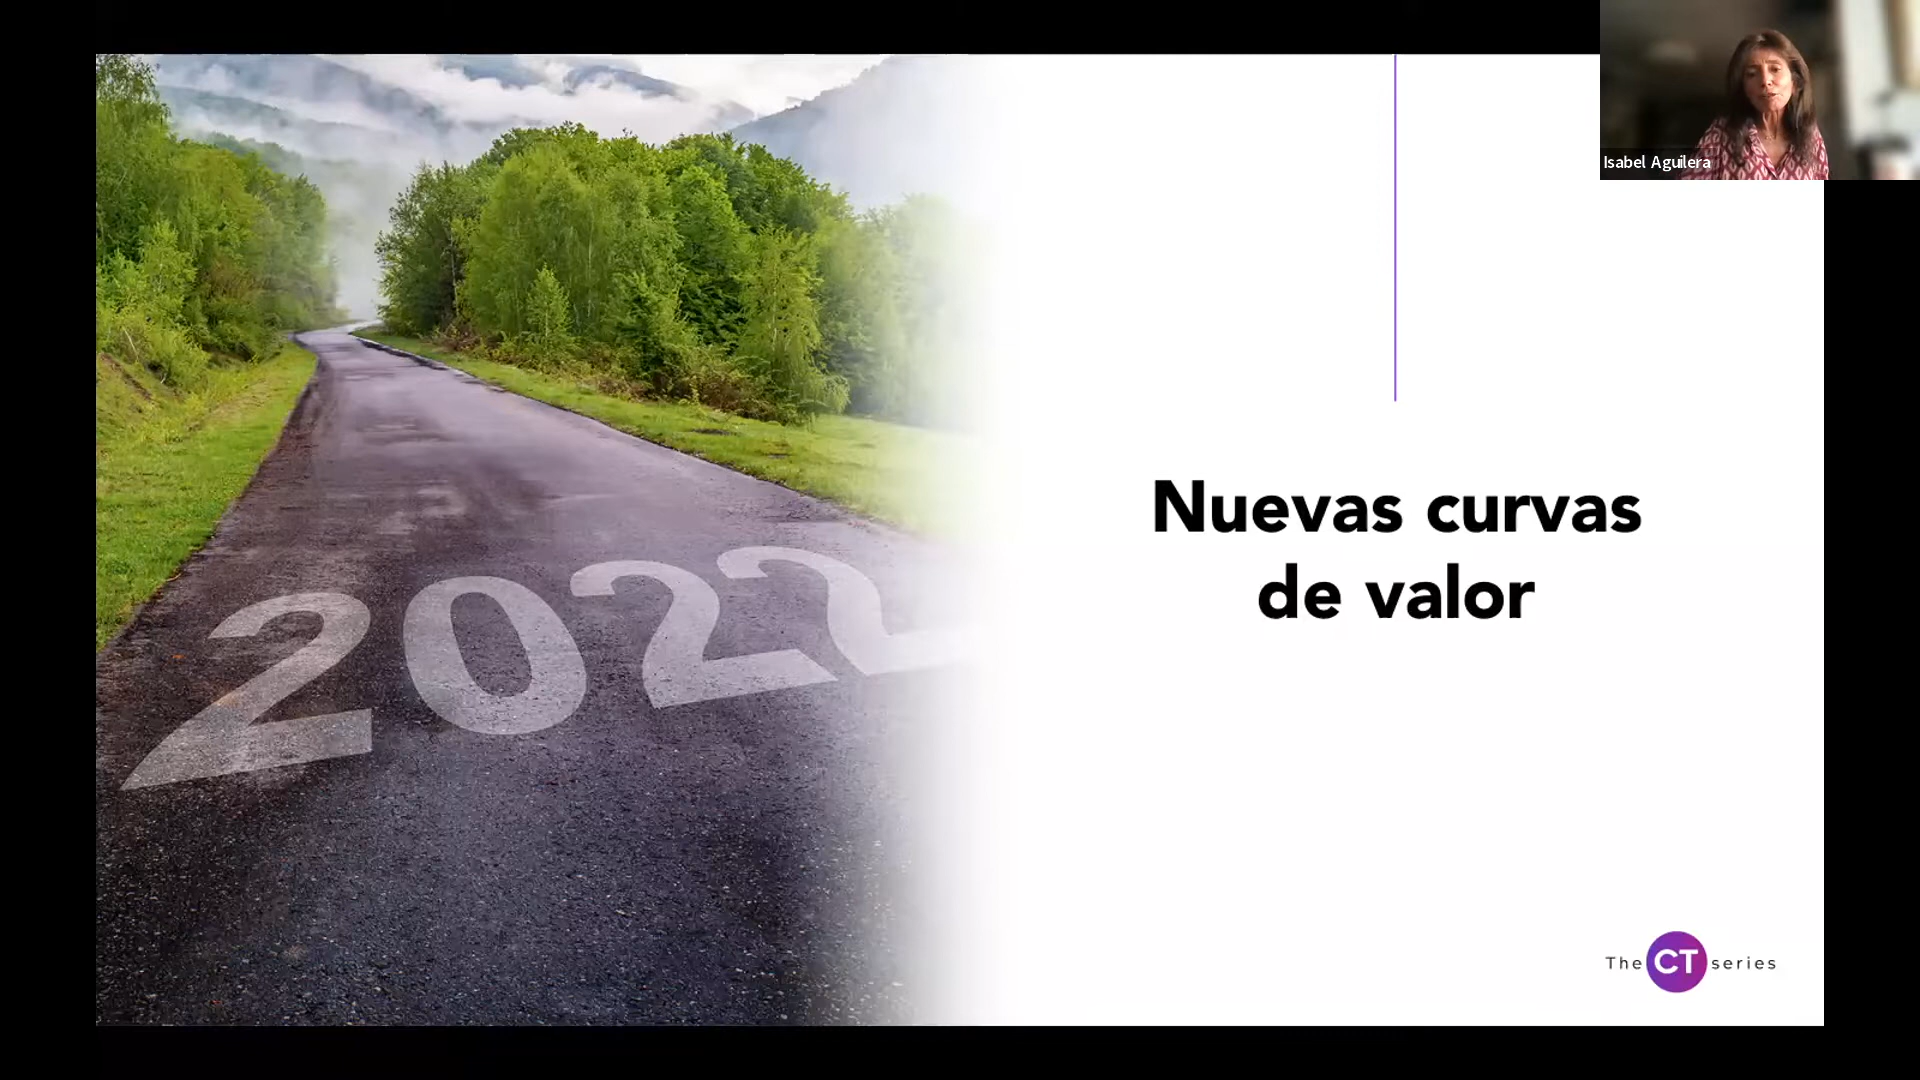 Isabel Aguilera
Nuevas curvas
de valor
2022
The CT series